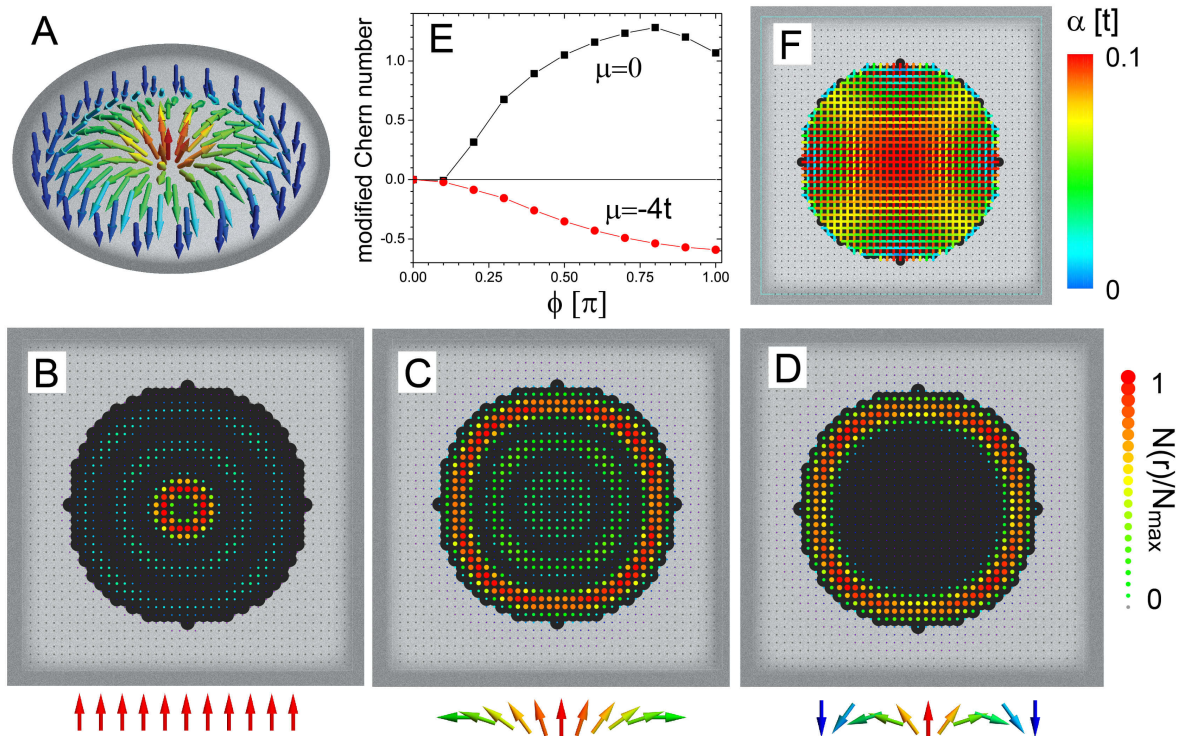 A
E
modified Chern number
1.0
0.5
0.0
-0.5
μ=0
μ=-4t
0.00
0.25
0.50
0.75
1.00
ϕ [π]
F
α [t]
0.1
0
B
C
D
1
N(r)/Nmax
0